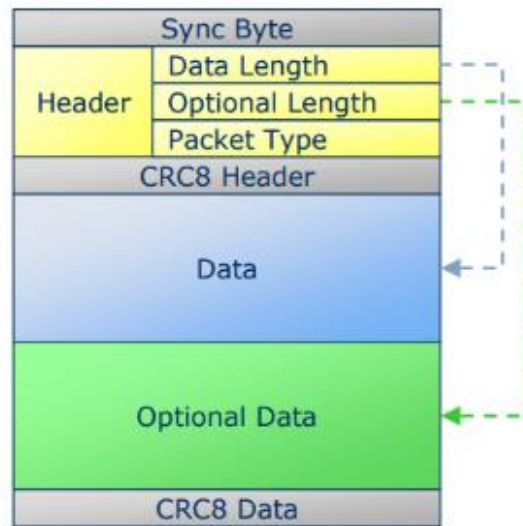 Sync Byte
Header
Data Length
Optional Length
Packet Type
CRC8 Header
Data
Optional Data
CRC8 Data